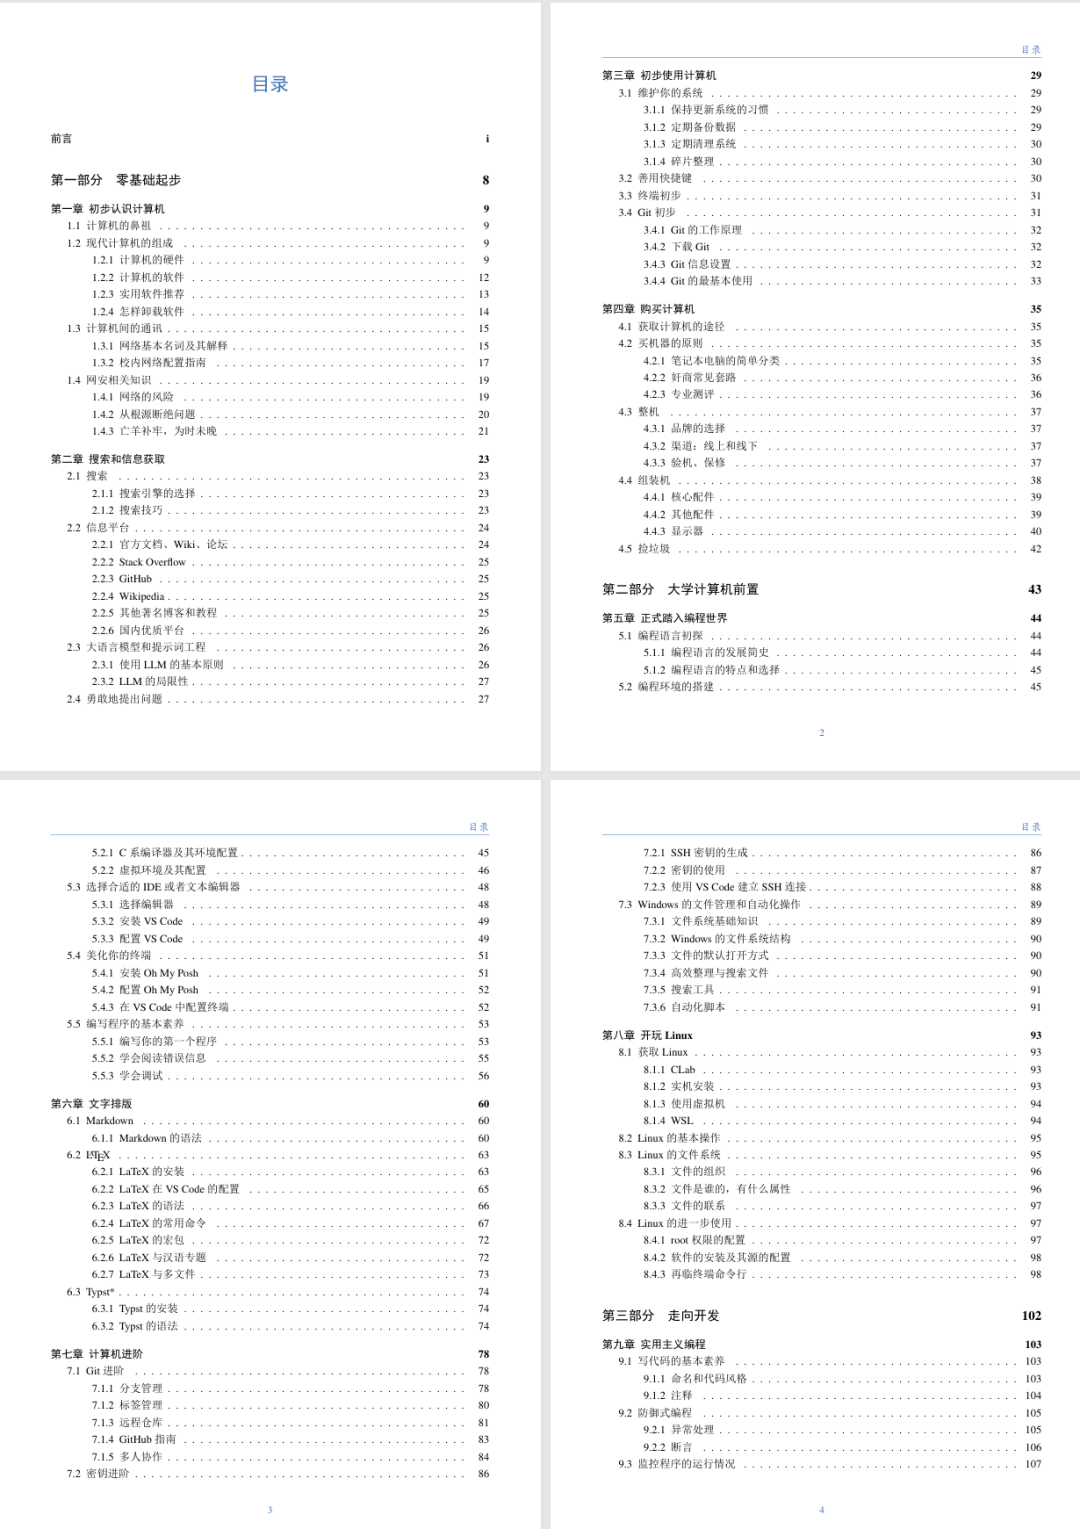 目录
前言 i
第一部分 零基础起步 8
第一章 初步认识计算机 9
1.1 计算机的鼻祖 9
1.2 现代计算机的组成 9
1.2.1 计算机的硬件 9
1.2.2 计算机的软件 12
1.2.3 实用软件推荐 13
1.2.4 怎样卸载软件 14
1.3 计算机间的通讯 15
1.3.1 网络基本名词及其解释 15
1.3.2 校内网络配置指南 17
1.4 网安相关知识 19
1.4.1 网络的风险 19
1.4.2 从根源断绝问题 20
1.4.3 亡羊补牢，为时未晚 21
第二章 搜索和信息获取 23
2.1 搜索 23
2.1.1 搜索引擎的选择 23
2.1.2 搜索技巧 23
2.2 信息平台 24
2.2.1 官方文档、Wiki、论坛 24
2.2.2 Stack Overflow 25
2.2.3 GitHub 25
2.2.4 Wikipedia 25
2.2.5 其他著名博客和教程 25
2.2.6 国内优质平台 26
2.3 大语言模型和提示词工程 26
2.3.1 使用 LLM 的基本原则 26
2.3.2 LLM 的局限性 27
2.4 勇敢地提出问题 27
目录
第三章 初步使用计算机 29
3.1 维护你的系统 29
3.1.1 保持更新系统的习惯 29
3.1.2 定期备份数据 29
3.1.3 定期清理系统 30
3.1.4 碎片整理 30
3.2 善用快捷键 30
3.3 终端初步 31
3.4 Git 初步 31
3.4.1 Git 的工作原理 32
3.4.2 下载 Git 32
3.4.3 Git 信息设置 32
3.4.4 Git 的最基本使用 33
第四章 购买计算机 35
4.1 获取计算机的途径 35
4.2 买机器的原则 35
4.2.1 笔记本电脑的简单分类 35
4.2.2 奸商常见套路 36
4.2.3 专业测评 36
4.3 整机 37
4.3.1 品牌的选择 37
4.3.2 渠道：线上和线下 37
4.3.3 验机、保修 37
4.4 组装机 38
4.4.1 核心配件 39
4.4.2 其他配件 39
4.4.3 显示器 40
4.5 捡垃圾 42
第二部分 大学计算机前置 43
第五章 正式踏入编程世界 44
5.1 编程语言初探 44
5.1.1 编程语言的发展简史 44
5.1.2 编程语言的特点和选择 45
5.2 编程环境的搭建 45
2
目录
5.2.1 C 系编译器及其环境配置 45
5.2.2 虚拟环境及其配置 46
5.3 选择合适的 IDE 或者文本编辑器 48
5.3.1 选择编辑器 48
5.3.2 安装 VS Code 49
5.3.3 配置 VS Code 49
5.4 美化你的终端 51
5.4.1 安装 Oh My Posh 51
5.4.2 配置 Oh My Posh 52
5.4.3 在 VS Code 中配置终端 52
5.5 编写程序的基本素养 53
5.5.1 编写你的第一个程序 53
5.5.2 学会阅读错误信息 55
5.5.3 学会调试 56
第六章 文字排版 60
6.1 Markdown 60
6.1.1 Markdown 的语法 60
6.2 LATEX 63
6.2.1 LaTeX 的安装 63
6.2.2 LaTeX 在 VS Code 的配置 65
6.2.3 LaTeX 的语法 66
6.2.4 LaTeX 的常用命令 67
6.2.5 LaTeX 的宏包 72
6.2.6 LaTeX 与汉语专题 72
6.2.7 LaTeX 与多文件 73
6.3 Typst* 74
6.3.1 Typst 的安装 74
6.3.2 Typst 的语法 74
第七章 计算机进阶 78
7.1 Git 进阶 78
7.1.1 分支管理 78
7.1.2 标签管理 80
7.1.3 远程仓库 81
7.1.4 GitHub 指南 83
7.1.5 多人协作 84
7.2 密钥进阶 86
3
目录
7.2.1 SSH 密钥的生成 86
7.2.2 密钥的使用 87
7.2.3 使用 VS Code 建立 SSH 连接 88
7.3 Windows 的文件管理和自动化操作 89
7.3.1 文件系统基础知识 89
7.3.2 Windows 的文件系统结构 90
7.3.3 文件的默认打开方式 90
7.3.4 高效整理与搜索文件 90
7.3.5 搜索工具 91
7.3.6 自动化脚本 91
第八章 开玩 Linux 93
8.1 获取 Linux 93
8.1.1 CLab 93
8.1.2 实机安装 93
8.1.3 使用虚拟机 94
8.1.4 WSL 94
8.2 Linux 的基本操作 95
8.3 Linux 的文件系统 95
8.3.1 文件的组织 96
8.3.2 文件是谁的，有什么属性 96
8.3.3 文件的联系 97
8.4 Linux 的进一步使用 97
8.4.1 root 权限的配置 97
8.4.2 软件的安装及其源的配置 98
8.4.3 再临终端命令行 98
第三部分 走向开发 102
第九章 实用主义编程 103
9.1 写代码的基本素养 103
9.1.1 命名和代码风格 103
9.1.2 注释 104
9.2 防御式编程 105
9.2.1 异常处理 105
9.2.2 断言 106
9.3 监控程序的运行情况 107
4